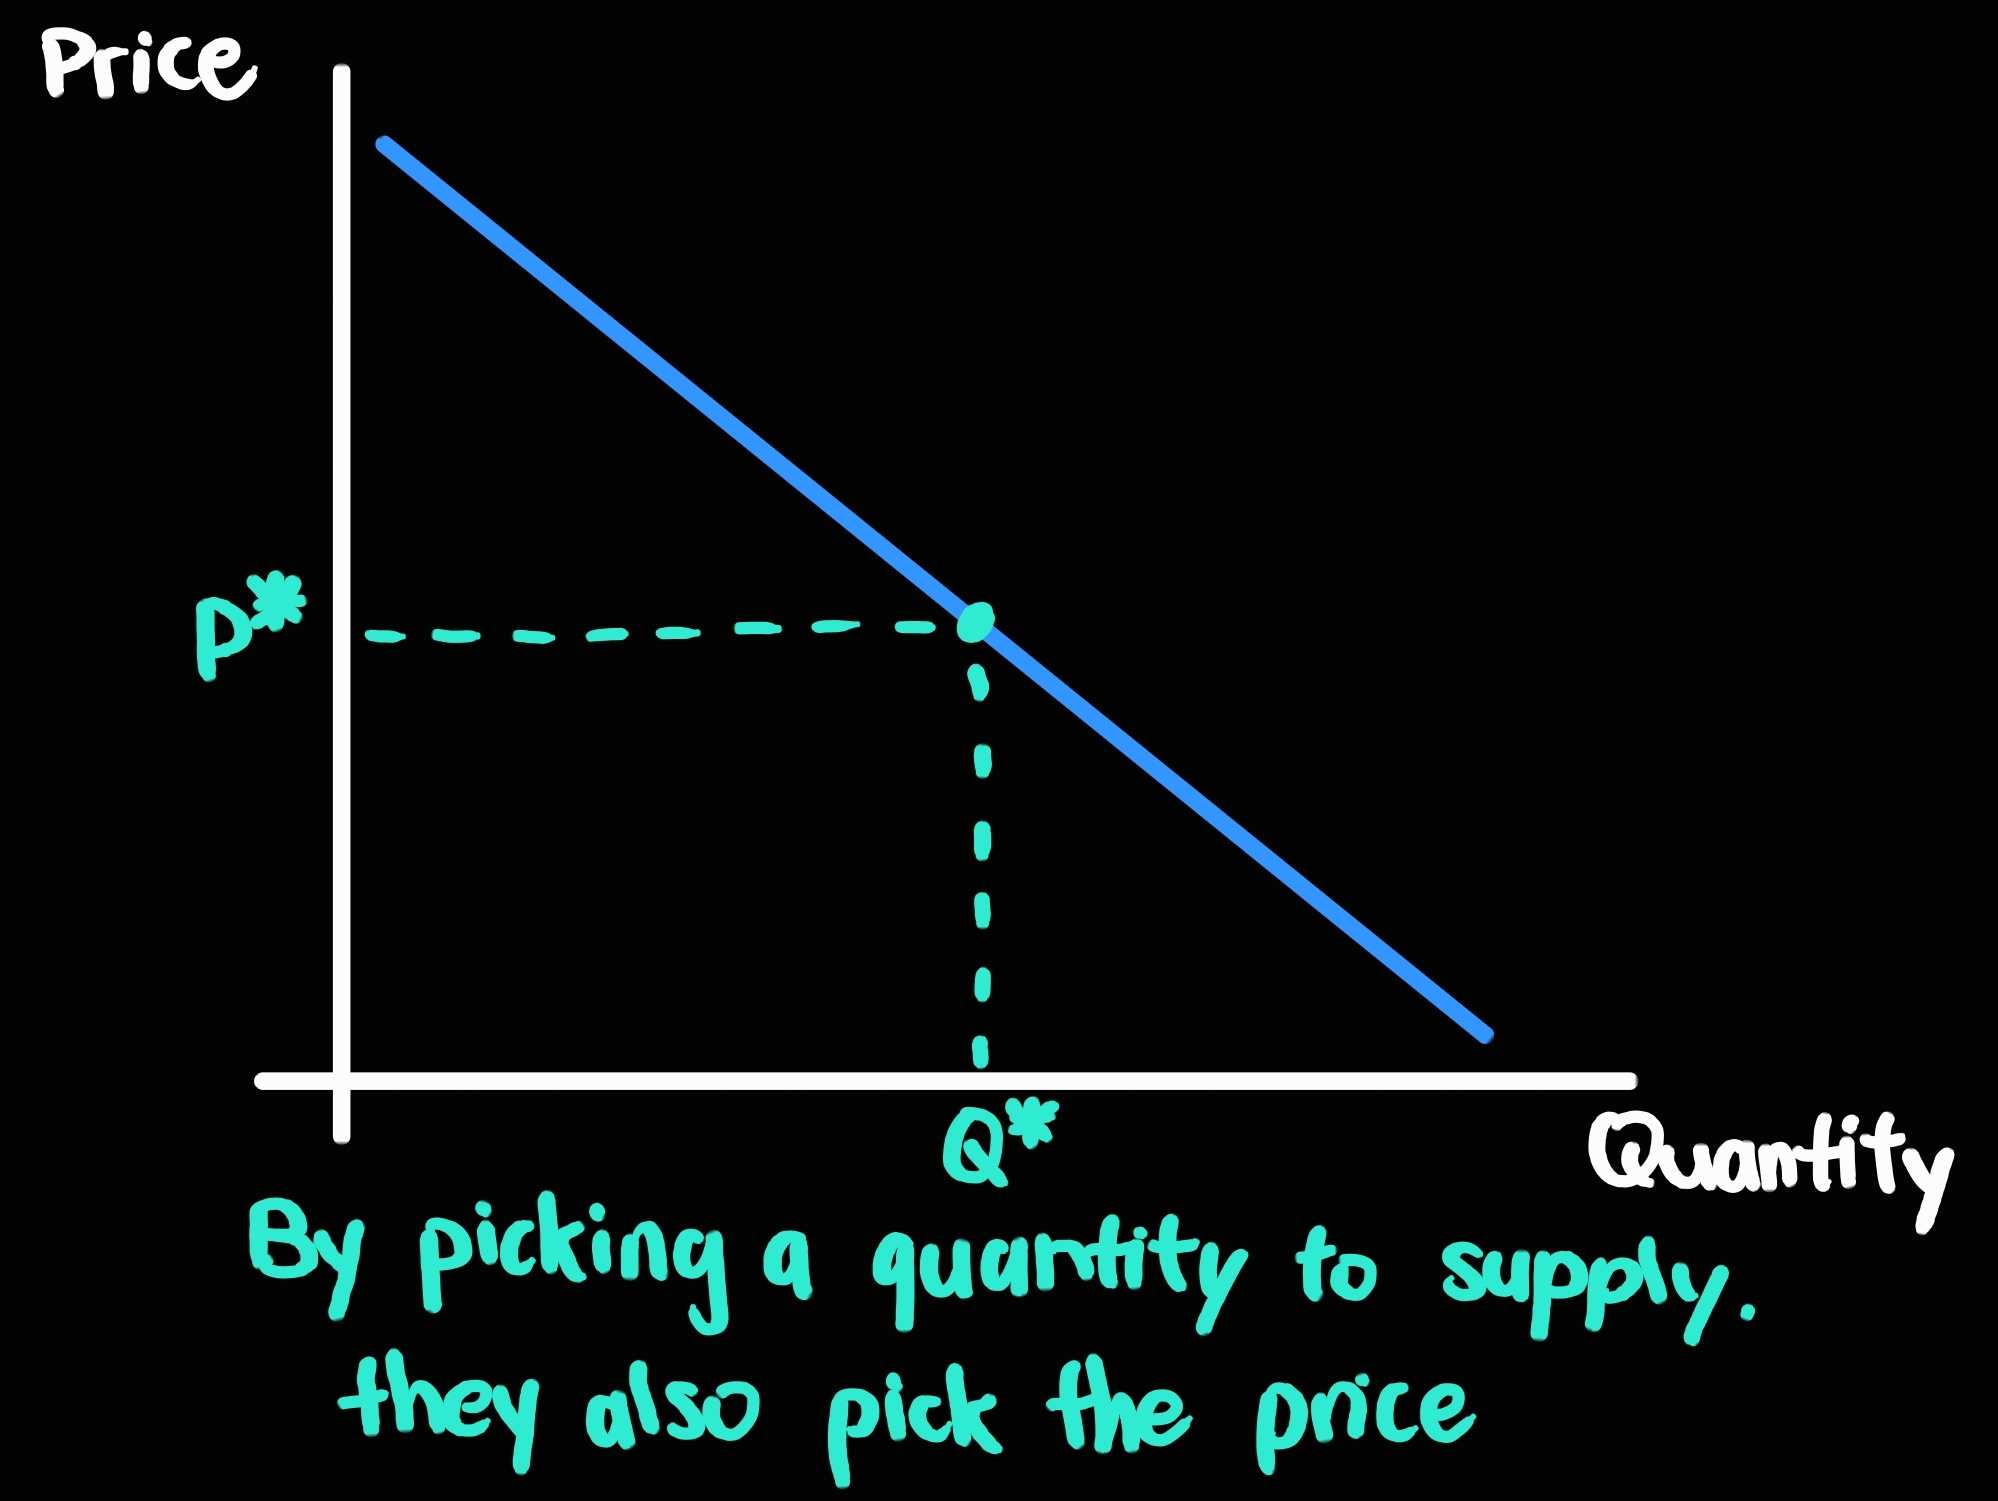 Price
P*
Q*
Quantity
By picking a quantity to supply.
they also pick the price